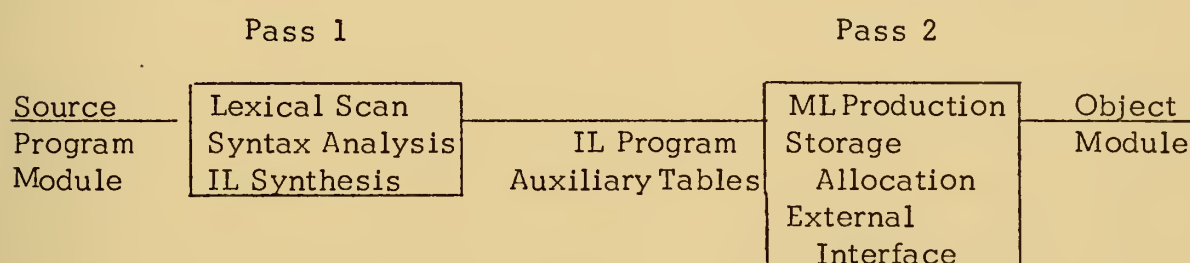 Pass 1
Pass 2
Source
Program
Module
Lexical Scan
Syntax Analysis
IL Synthesis
IL Program
Auxiliary Tables
ML Production
Storage
Allocation
External
Interface
Object
Module